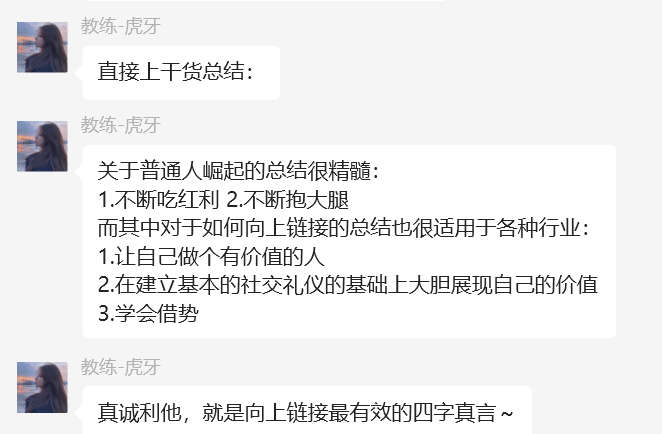 教练-虎牙
直接上干货总结：
教练-虎牙
关于普通人崛起的总结很精髓：
1.不断吃红利 2.不断抱大腿
而其中对于如何向上链接的总结也很适用于各种行业：
1.让自己做个有价值的人
2.在建立基本的社交礼仪的基础上大胆展现自己的价值
3.学会借势
教练-虎牙
真诚利他，就是向上链接最有效的四字真言～